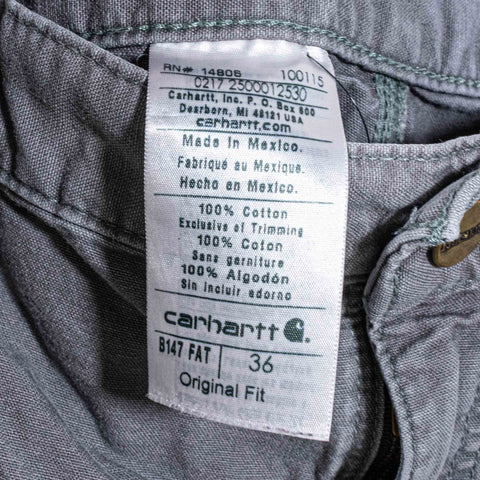 RN# 14806 100115
0217 2500012530
Carhartt, Inc. P. O. Box 600
Dearborn, MI 48121 USA
carhartt.com
Made in Mexico.
Fabriqué au Mexique.
Hecho en Mexico.
100% Cotton
Exclusive of Trimming
100% Coton
Sans garniture
100% Algodón
Sin incluir adorno
carhartt
B147 FAT 36
Original Fit